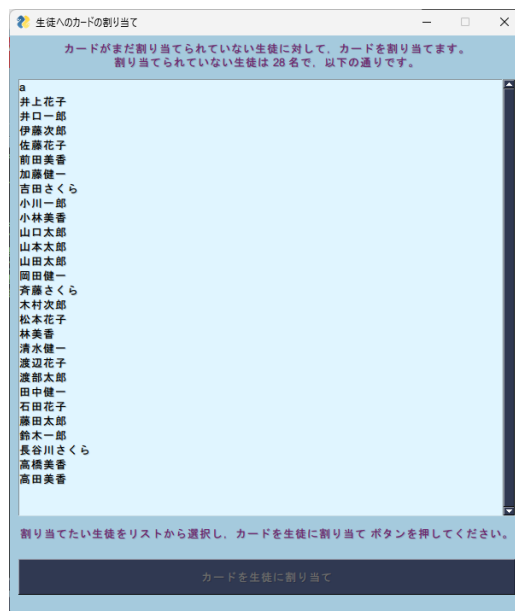 生徒へのカードの割り当て
カードがまだ割り当てられていない生徒に対して、カードを割り当てます。
割り当てられていない生徒は 28 名で、以下の通りです。
a
井上花子
井口一郎
伊藤次郎
佐藤花子
前田美香
加藤健一
吉田さくら
小川一郎
小林美香
山口太郎
山本太郎
山田太郎
岡田健一
斉藤さくら
木村次郎
松本花子
林美香
清水健一
渡辺花子
渡部太郎
田中健一
石田花子
藤田太郎
鈴木一郎
長谷川さくら
高橋美香
高田美香
割り当てたい生徒をリストから選択し、カードを生徒に割り当て ボタンを押してください。
カードを生徒に割り当て